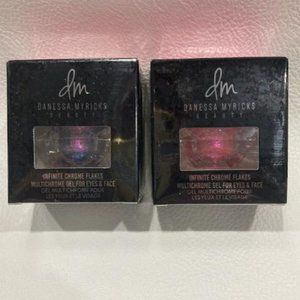 dm
DANESSA MYRICKS
BEAUTY
INFINITE CHROME FLAKES
MULTICHROME GEL FOR EYES & FACE
GEL MULTICHROME POUR
LES YEUX ET LE VISAGE
dm
DANESSA MYRICKS
BEAUTY
INFINITE CHROME FLAKES
MULTICHROME GEL FOR EYES & FACE
GEL MULTICHROME POUR
LES YEUX ET LE VISAGE